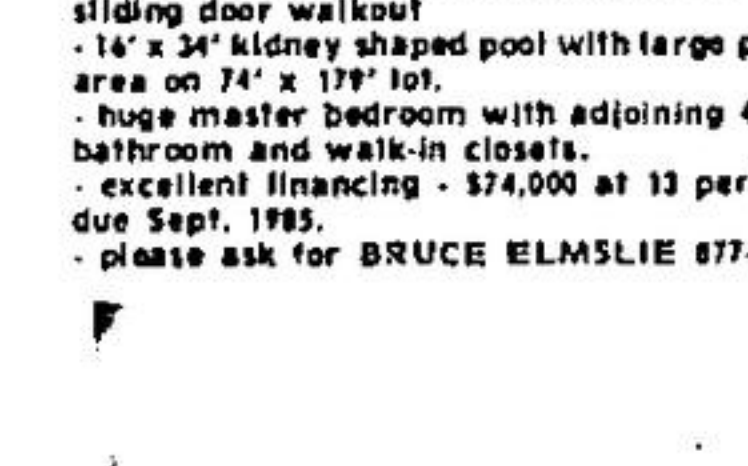 sliding door walkout
- 16' x 34' kidney shaped pool with large
area on 74' x 179' lot.
- huge master bedroom with adjoining
bathroom and walk-in closets.
- excellent financing - $74,000 at 13 per
due Sept. 1985.
- please ask for BRUCE ELMSLIE 877-